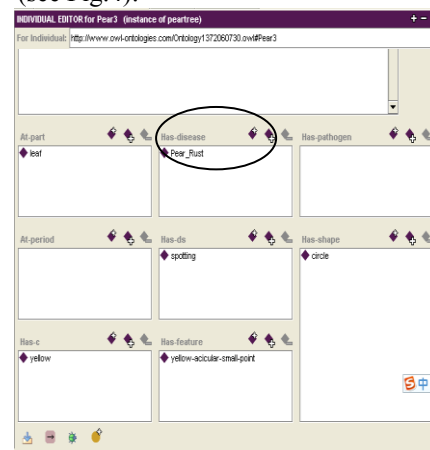 (see Fig.4).
INDIVIDUAL EDITOR for Pear3 (instance of peartree)
For Individual: http://www.owl-ontologies.com/Ontology1372060730.owl#Pear3
At-part Has-disease Has-pathogen
leaf Pear_Rust
At-period Has-ds Has-shape
spotting circle
Has-c Has-feature
yellow yellow-acicular-small-point
中